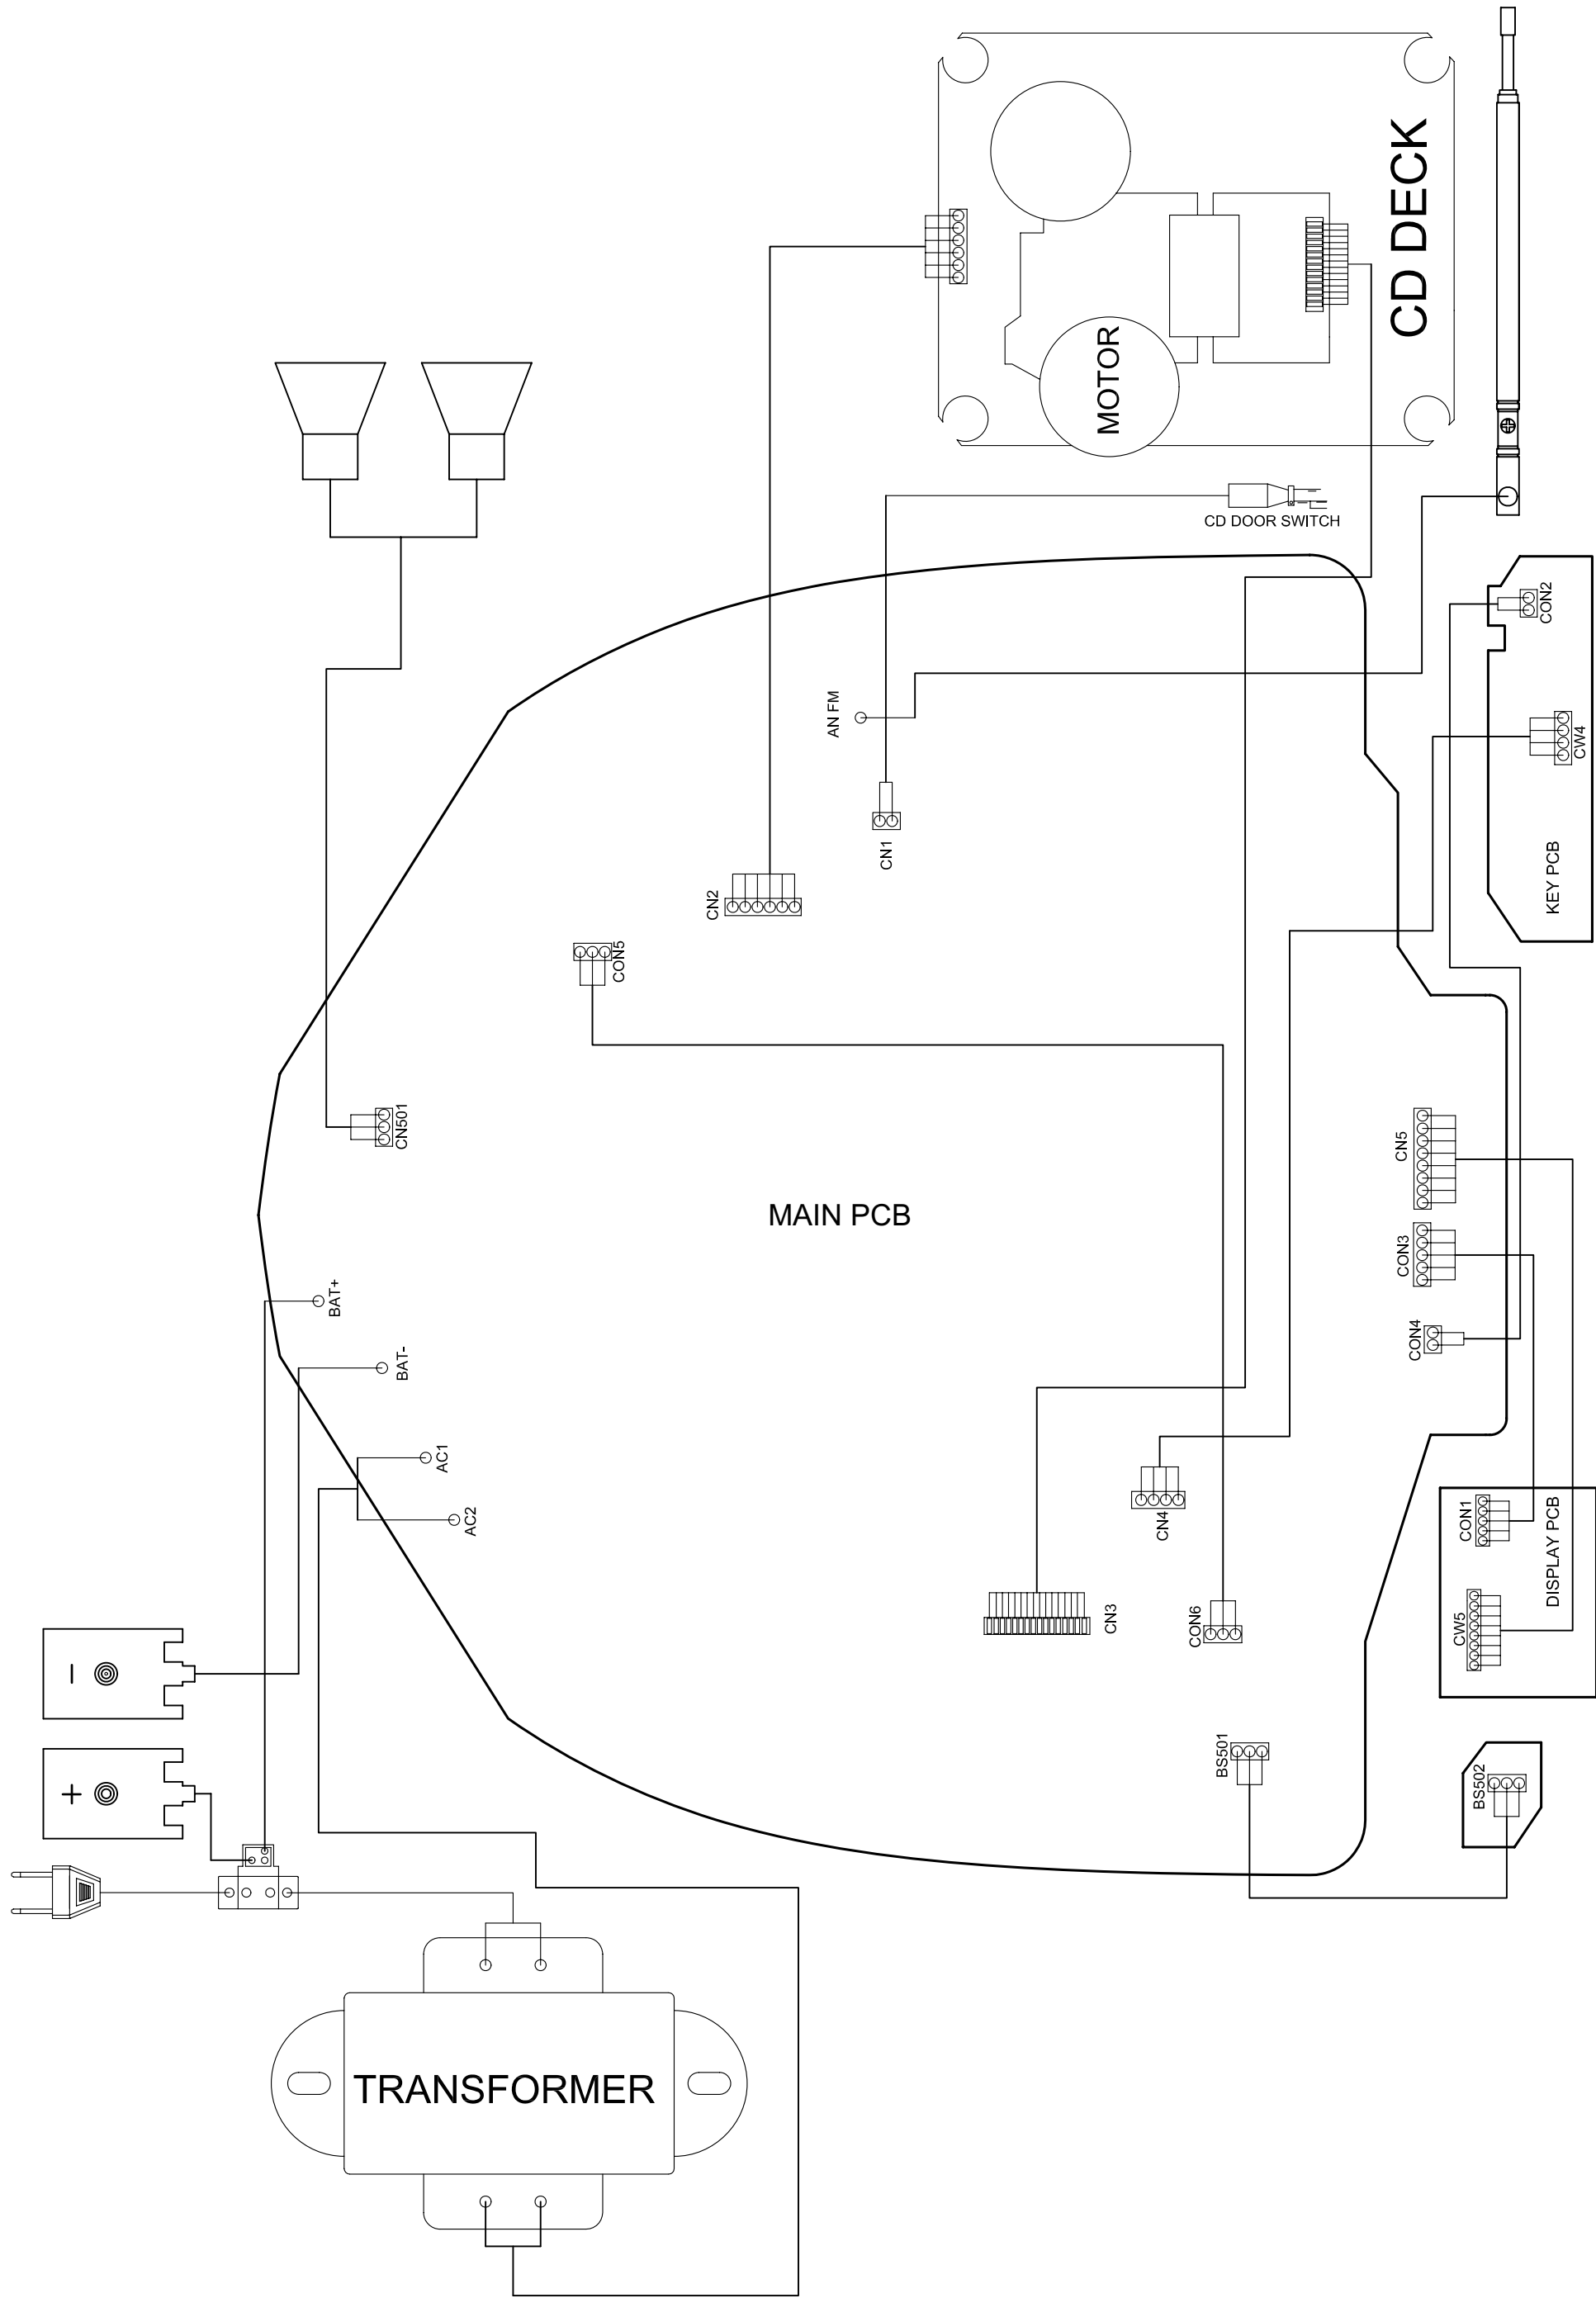 CD DECK
MOTOR
CD DOOR SWITCH
CON2
AN FM
CW4
CN1
KEY PCB
CN2
CON5
CN501
CN5
MAIN PCB
CON3
BAT+
CON4
BAT-
AC1
AC2
CN4
CON1
DISPLAY PCB
CN3
CON6
CW5
-
BS501
+
BS502
TRANSFORMER